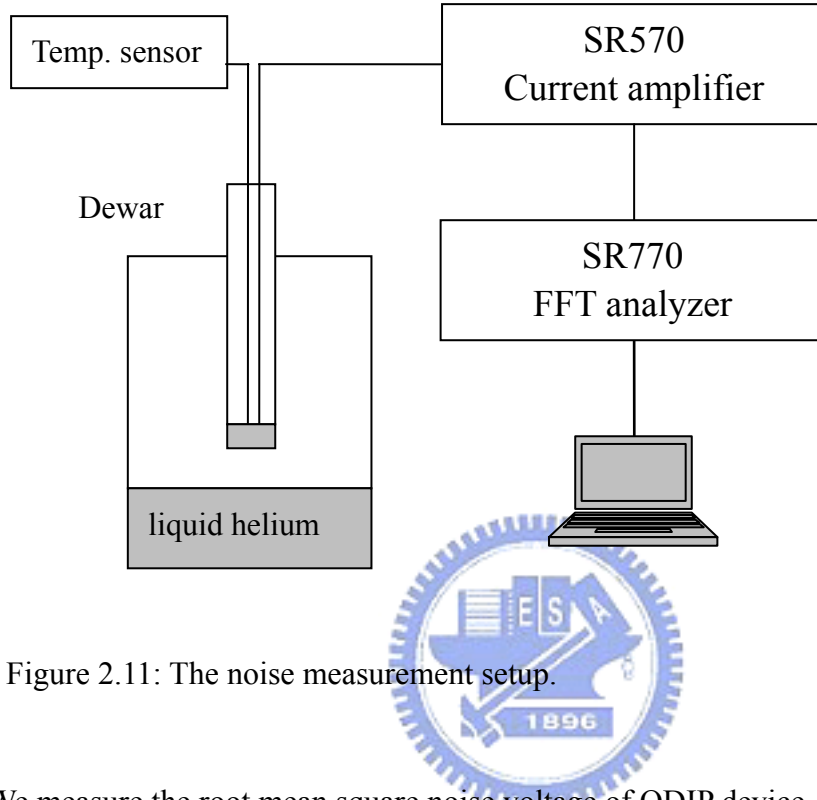 Temp. sensor
SR570
Current amplifier
Dewar
SR770
FFT analyzer
liquid helium
E S A
Figure 2.11: The noise measurement setup.
1896
We measure the root mean square noise voltage of QDIP device